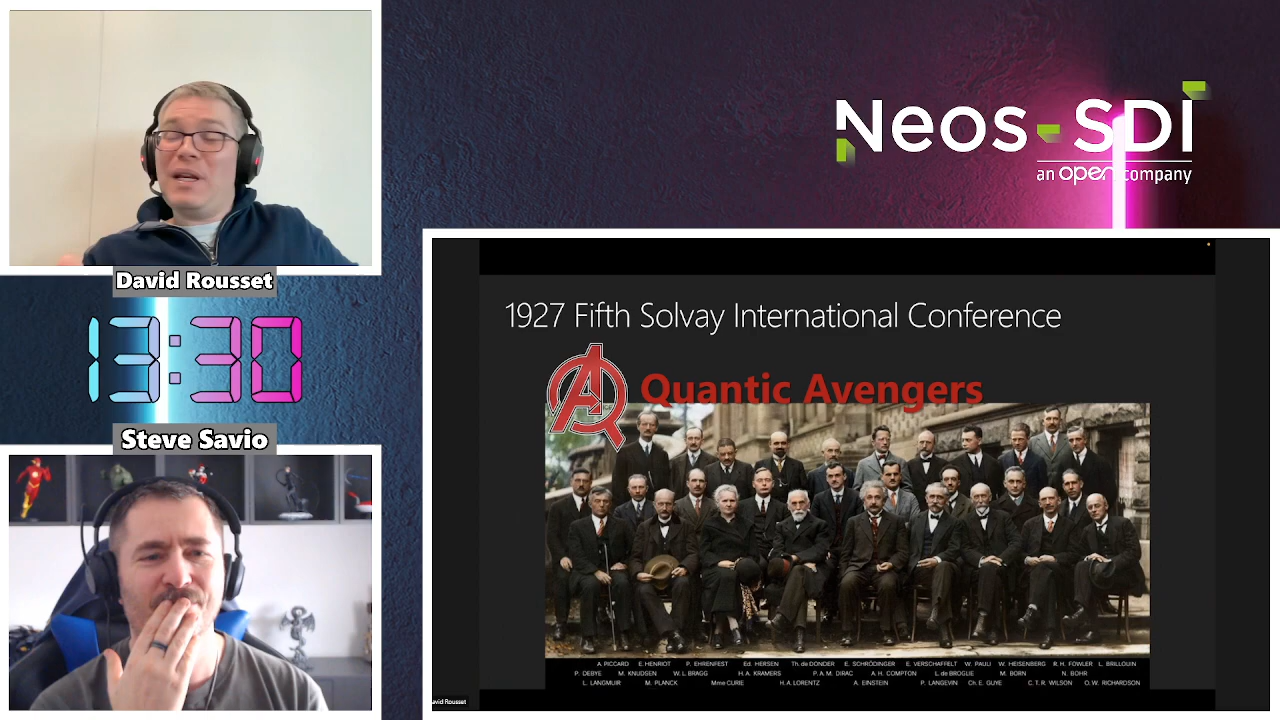 David Rousset
13:30
Steve Savio
Neos-SDI
an open company
1927 Fifth Solvay International Conference
Quantic Avengers
A. PICCARD E. HENRIOT P. EHRENFEST Ed. HERSEN Th. de DONDER E. SCHRÖDINGER E. VERSCHAFFELT W. PAULI W. HEISENBERG R.H. FOWLER L. BRILLOUIN
P. DEBYE M. KNUDSEN W.L. BRAGG H.A. KRAMERS P.A.M. DIRAC A.H. COMPTON L. de BROGLIE M. BORN N. BOHR
L. LANGMUIR M. PLANCK Mme CURIE H.A. LORENTZ A. EINSTEIN P. LANGEVIN Ch. E. GUYE C.T.R. WILSON O.W. RICHARDSON
avid Rousset